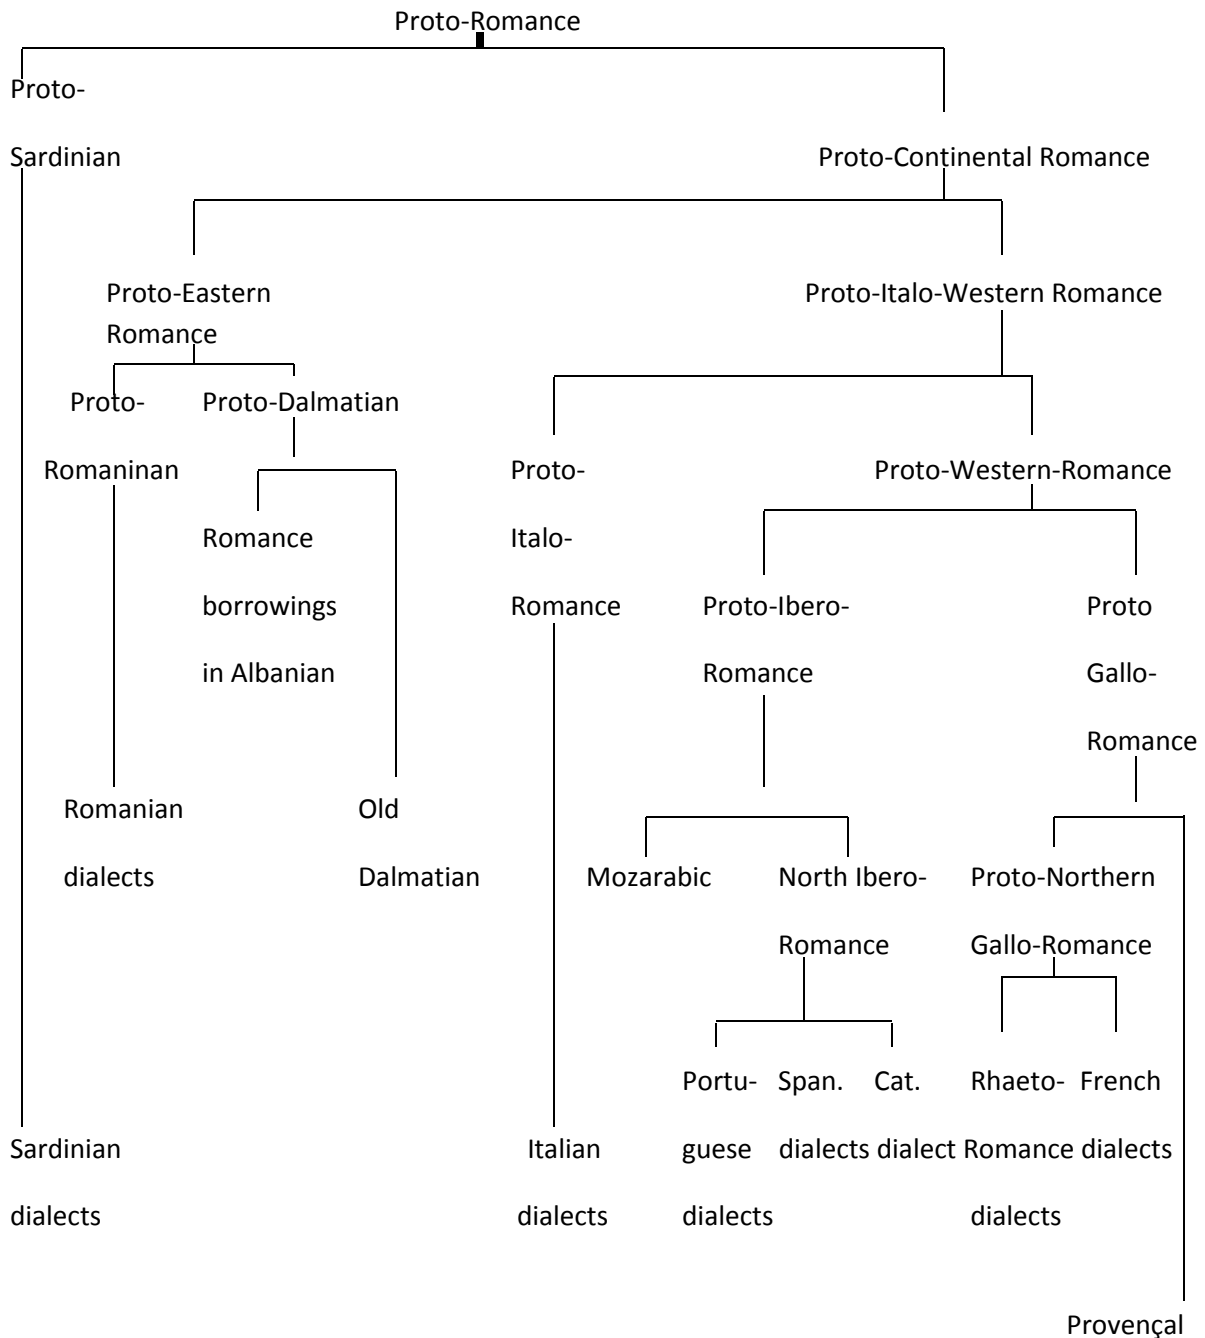 Proto-Romance
Proto-
Sardinian
Proto-Continental Romance
Proto-Eastern
Romance
Proto-Italo-Western Romance
Proto-
Romaninan
Proto-Dalmatian
Romance
borrowings
in Albanian
Proto-
Italo-
Romance
Proto-Western-Romance
Proto-Ibero-
Romance
Proto
Gallo-
Romance
Romanian
dialects
Old
Dalmatian
Mozarabic
North Ibero-
Romance
Proto-Northern
Gallo-Romance
Sardinian
dialects
Italian
dialects
Portu-
guese
dialects
Span.
dialects
Cat.
dialect
Rhaeto-
Romance
dialects
French
dialects
Provençal